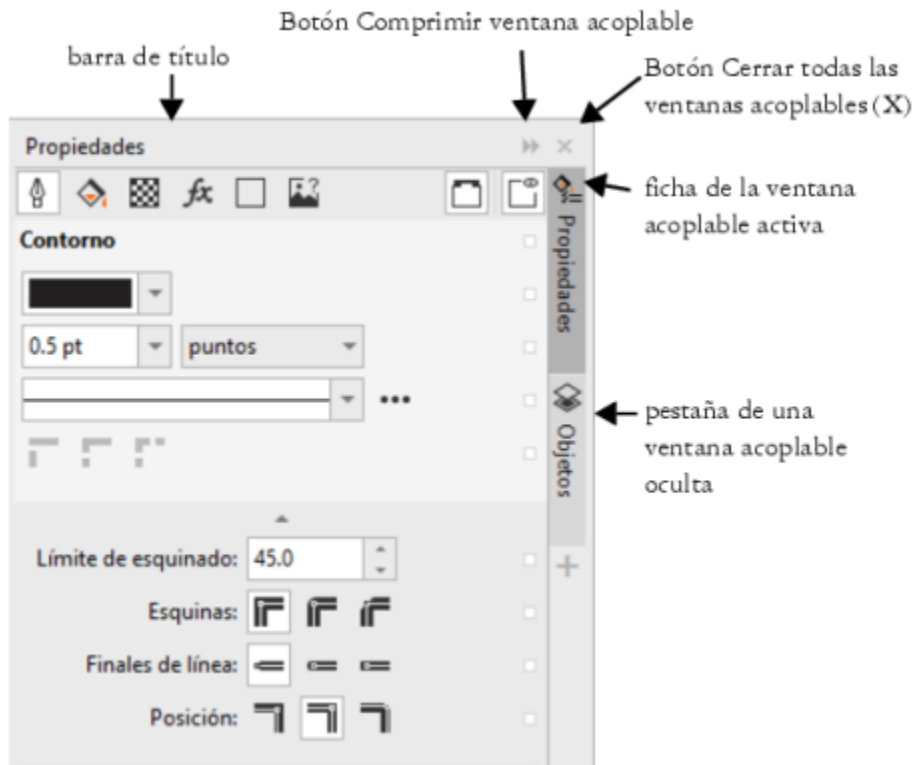 Botón Comprimir ventana acoplable
barra de título
Botón Cerrar todas las
ventanas acoplables (X)
Propiedades
fx
?
ficha de la ventana
acoplable activa
Propiedades
Contorno
0.5 pt
puntos
•••
Objetos
pestaña de una
ventana acoplable
oculta
Límite de esquinado: 45.0
Esquinas:
Finales de línea:
Posición: